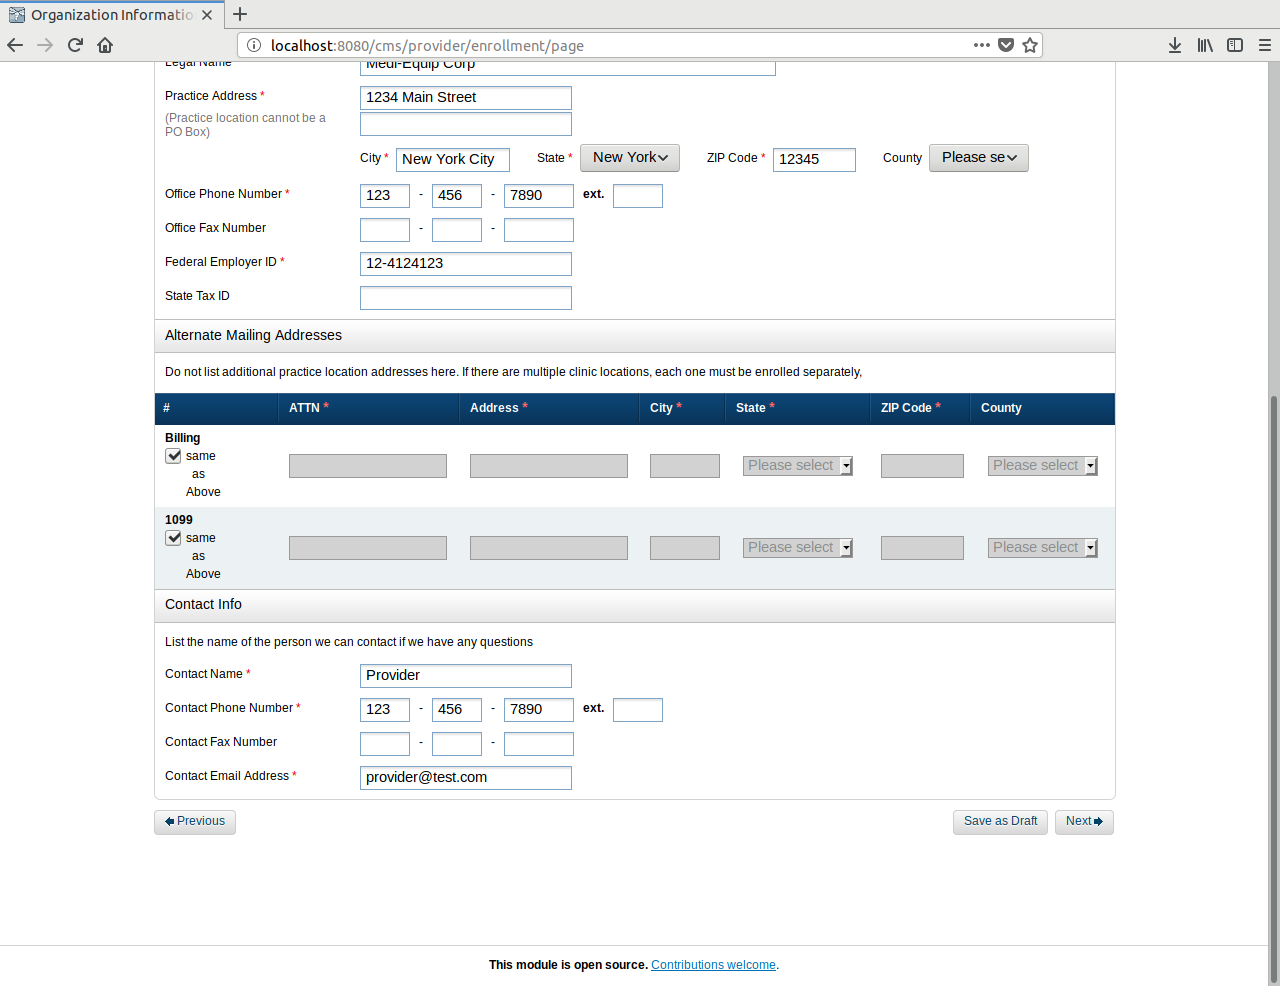 Organization Informatio
localhost:8080/cms/provider/enrollment/page
Legal Name
Medi-Equip Corp
Practice Address *
1234 Main Street
(Practice location cannot be a
PO Box)
City * New York City State * New York ZIP Code * 12345 County Please se
Office Phone Number * 123 - 456 - 7890 ext.
Office Fax Number - -
Federal Employer ID * 12-4124123
State Tax ID
Alternate Mailing Addresses
Do not list additional practice location addresses here. If there are multiple clinic locations, each one must be enrolled separately,
# ATTN * Address * City * State * ZIP Code * County
Billing
same
as
Above
Please select Please select
1099
same
as
Above
Please select Please select
Contact Info
List the name of the person we can contact if we have any questions
Contact Name * Provider
Contact Phone Number * 123 - 456 - 7890 ext.
Contact Fax Number - -
Contact Email Address * provider@test.com
Previous Save as Draft Next
This module is open source. Contributions welcome.